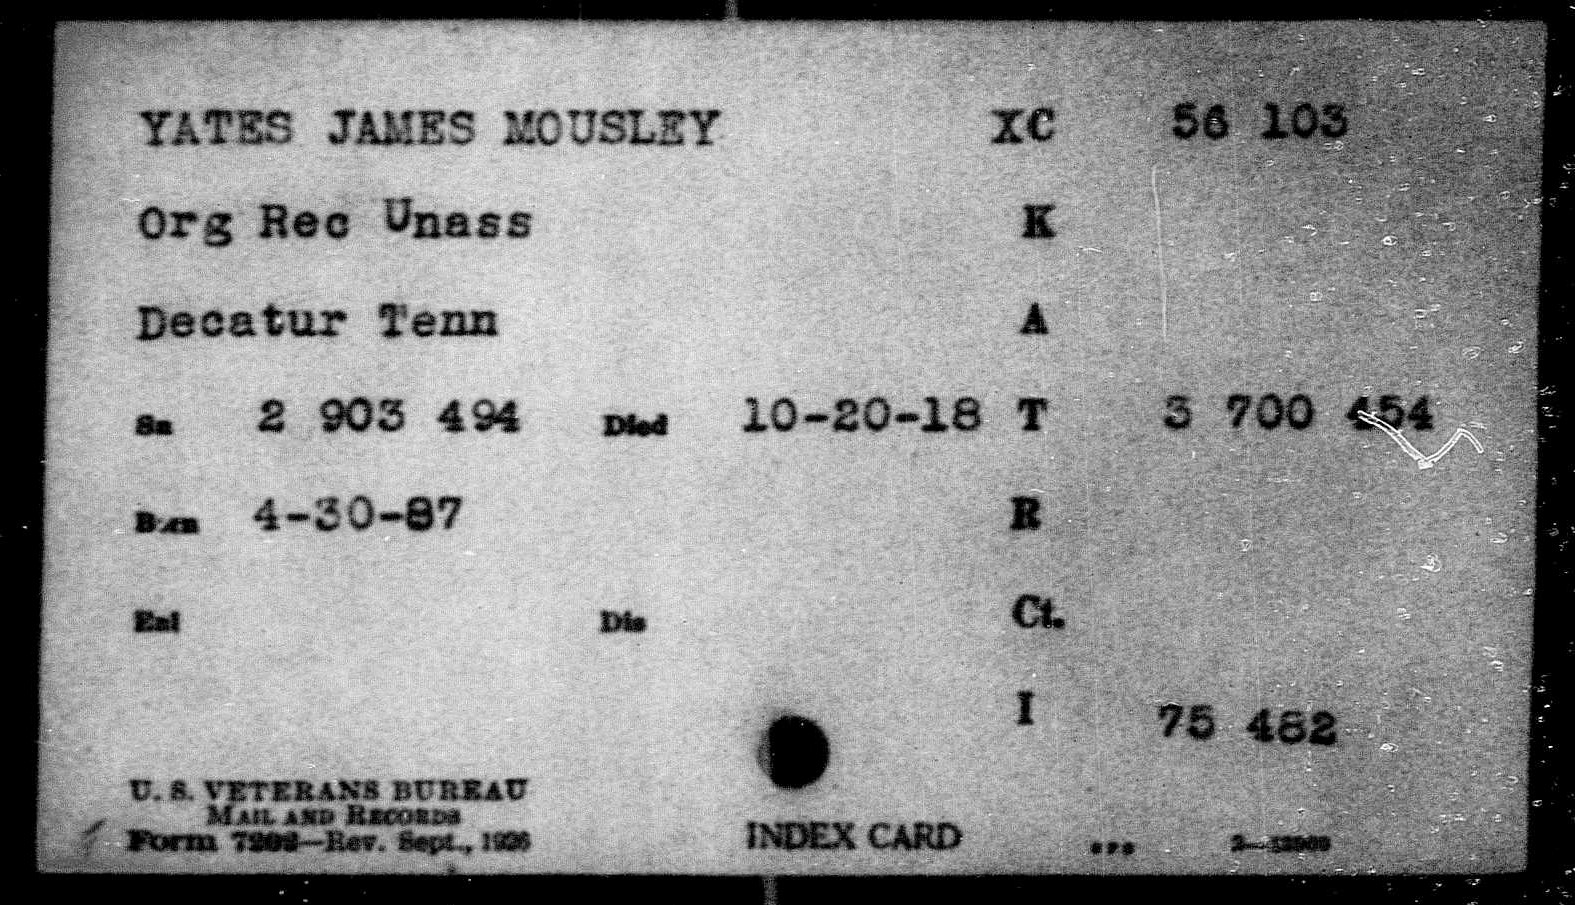 YATES JAMES MOUSLEY XC 56 103
Org Rec Unass K
Decatur Tenn A
Sn 2 903 494 Died 10-20-18 T 3 700 454
Born 4-30-87 R
Enl Dis Ct.
I 75 482
U. S. VETERANS BUREAU
MAIL AND RECORDS
Form Rev. Sept., 1926
INDEX CARD